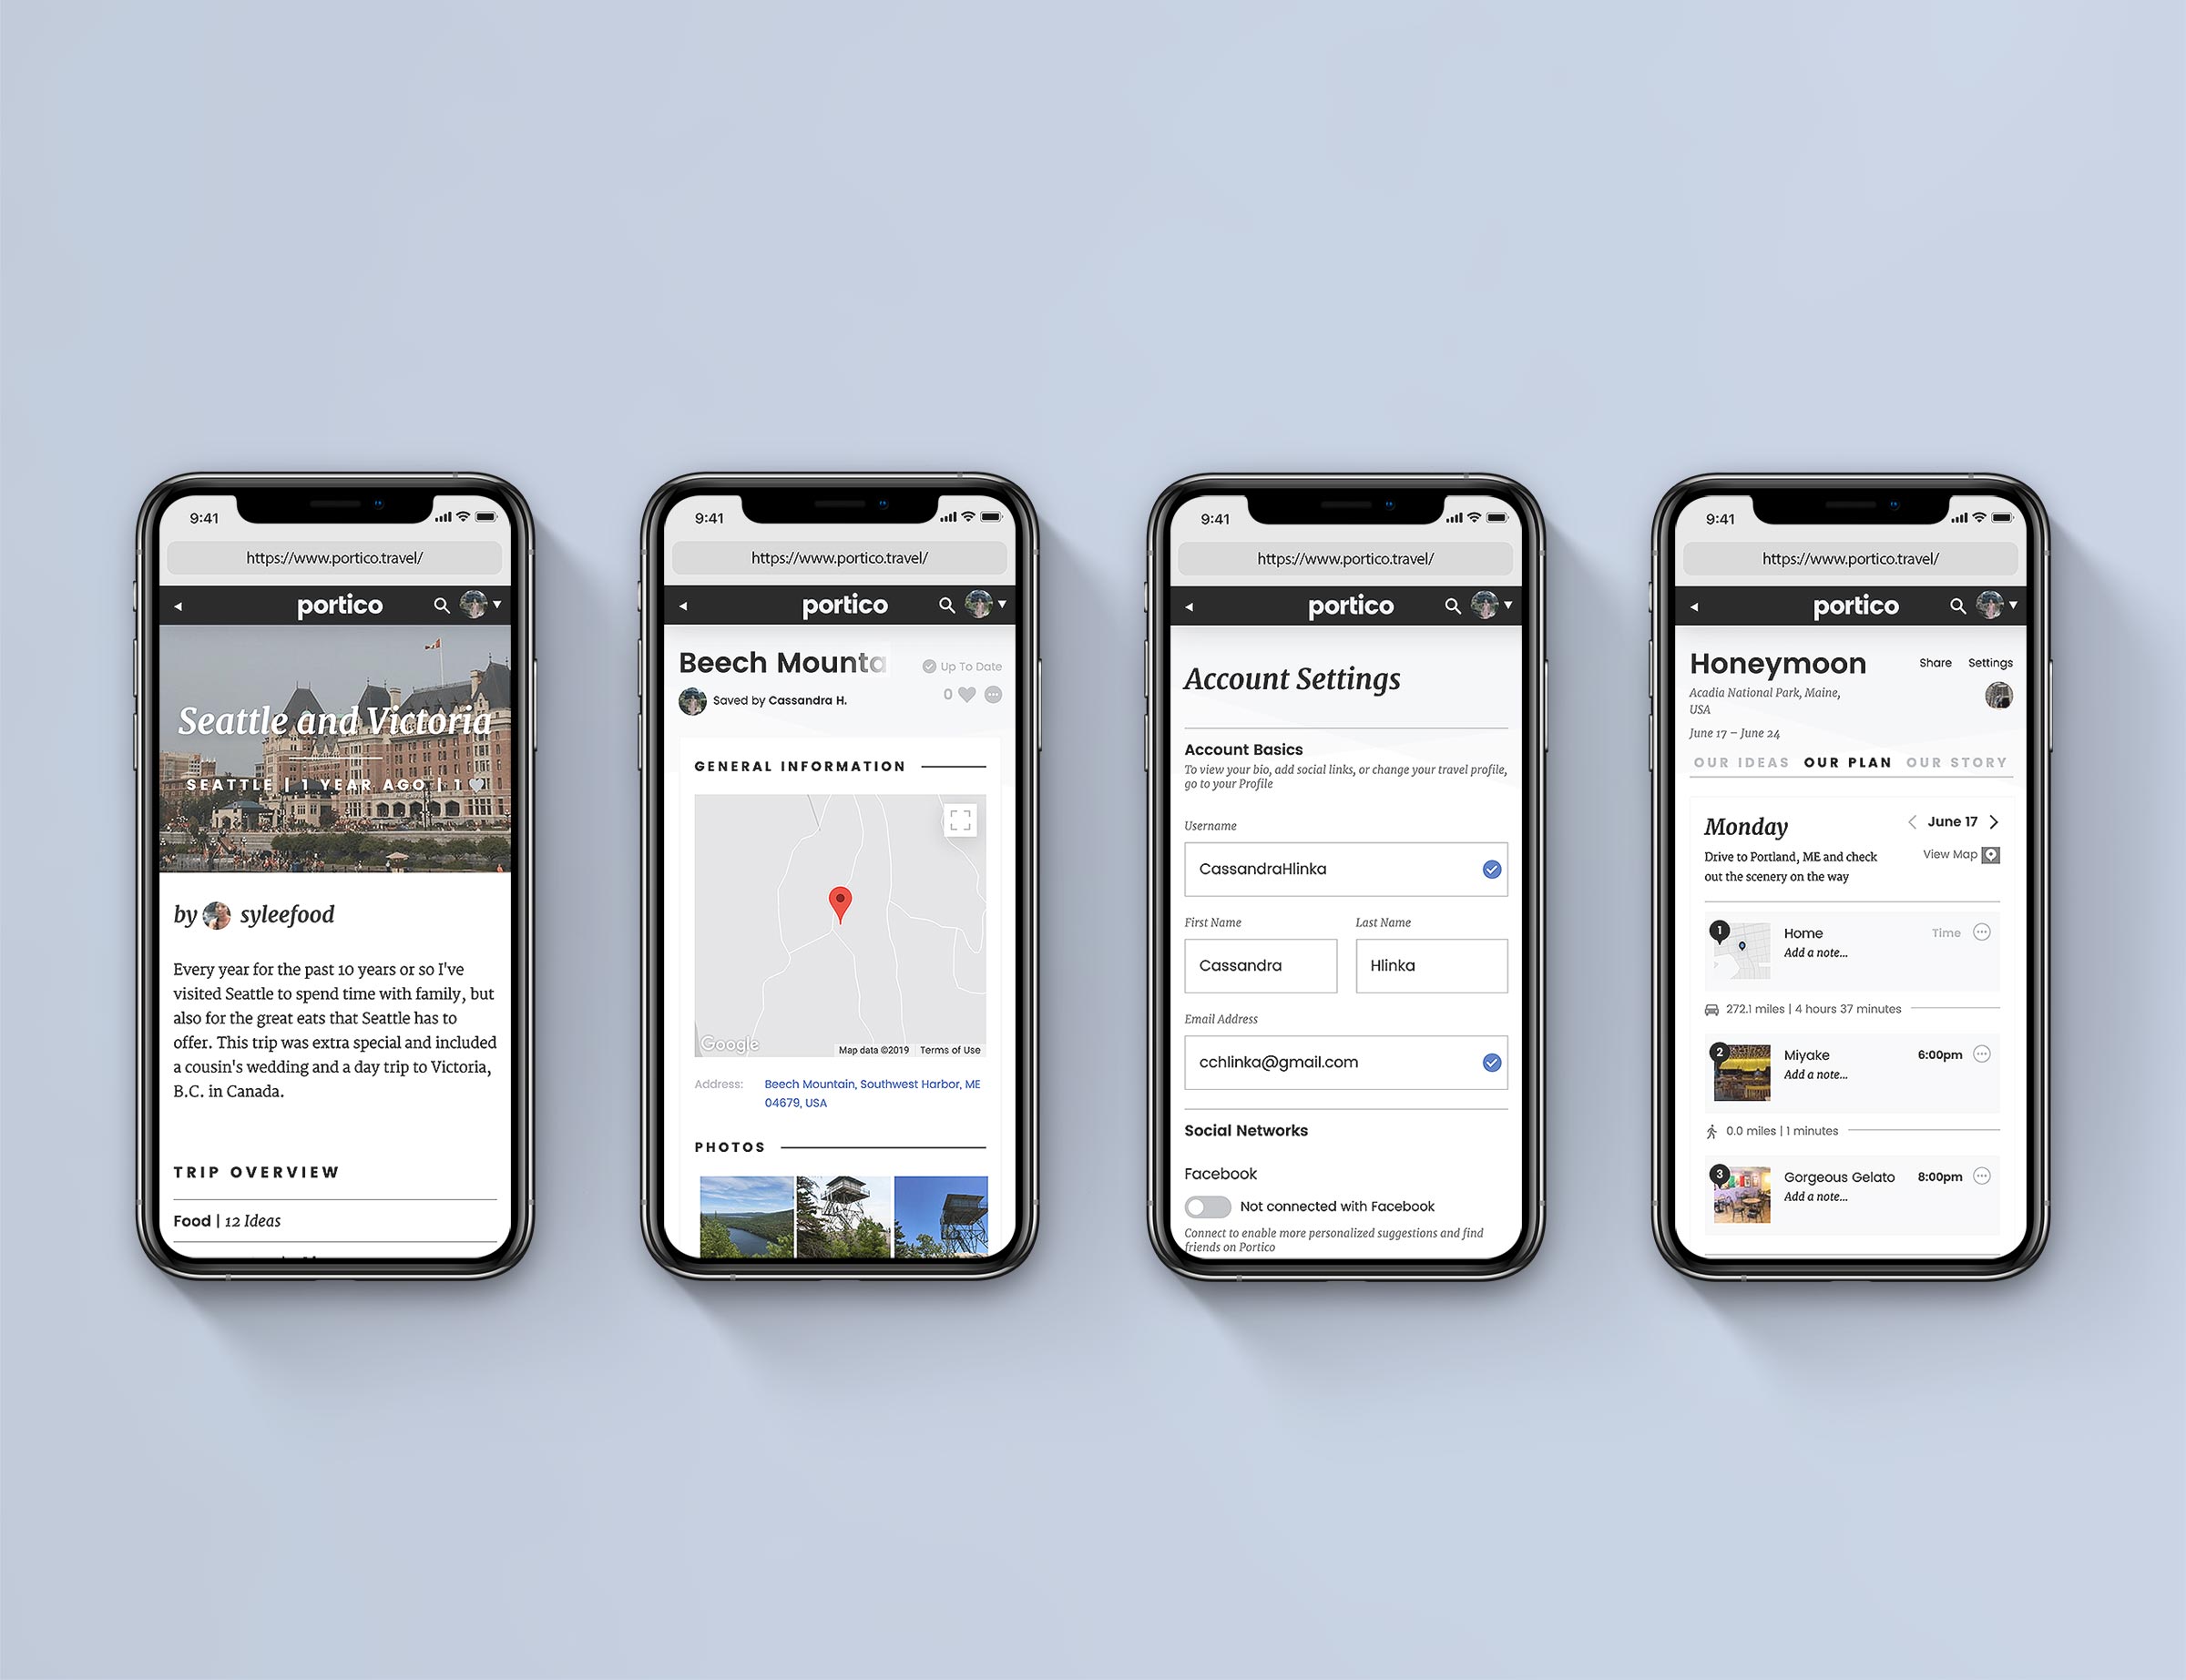 9:41
https://www.portico.travel/
portico
Seattle and Victoria
SEATTLE | 1 YEAR AGO | 1
by syleefood
Every year for the past 10 years or so I've
visited Seattle to spend time with family, but
also for the great eats that Seattle has to
offer. This trip was extra special and included
a cousin's wedding and a day trip to Victoria,
B.C. in Canada.
TRIP OVERVIEW
Food | 12 Ideas
9:41
https://www.portico.travel/
portico
Beech Mounta
Up To Date
Saved by Cassandra H.
0
GENERAL INFORMATION
Google
Map data ©2019 Terms of Use
Address: Beech Mountain, Southwest Harbor, ME
04679, USA
PHOTOS
9:41
https://www.portico.travel/
portico
Account Settings
Account Basics
To view your bio, add social links, or change your travel profile,
go to your Profile
Username
CassandraHlinka
First Name Last Name
Cassandra Hlinka
Email Address
cchlinka@gmail.com
Social Networks
Facebook
Not connected with Facebook
Connect to enable more personalized suggestions and find
friends on Portico
9:41
https://www.portico.travel/
portico
Honeymoon
Share Settings
Acadia National Park, Maine,
USA
June 17 – June 24
OUR IDEAS OUR PLAN OUR STORY
Monday
June 17
Drive to Portland, ME and check
out the scenery on the way
View Map
1
Home
Time
Add a note...
272.1 miles | 4 hours 37 minutes
2
Miyake
6:00pm
Add a note...
0.0 miles | 1 minutes
3
Gorgeous Gelato
8:00pm
Add a note...